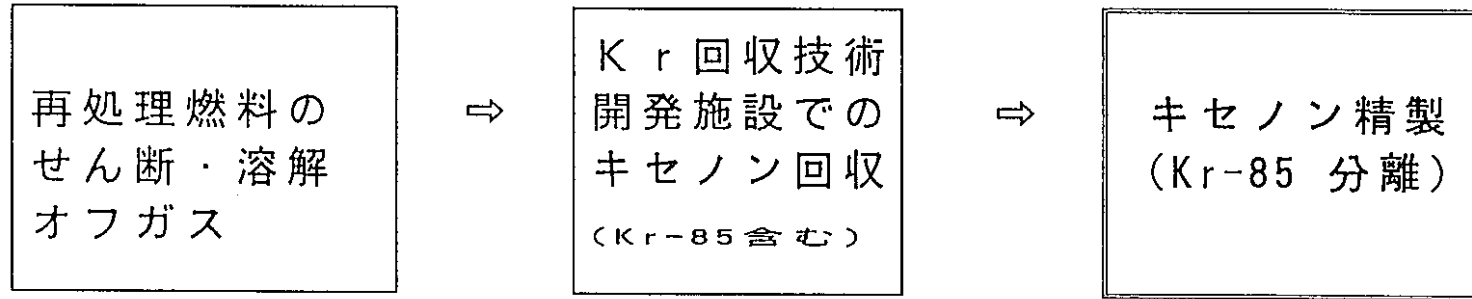 再処理燃料の
せん断・溶解
オフガス
⇨
Kr回収技術
開発施設での
キセノン回収
(Kr-85含む)
⇨
キセノン精製
(Kr-85 分離)